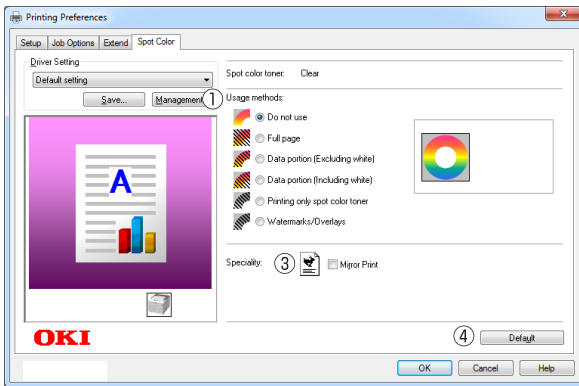 Printing Preferences
Setup Job Options Extend Spot Color
Driver Setting
Default setting
Save... Management
Spot color toner: Clear
① Usage methods:
Do not use
Full page
Data portion (Excluding white)
Data portion (Including white)
Printing only spot color toner
Watermarks/Overlays
A
Speciality: ③ Mirror Print
OKI
④ Default
OK Cancel Help